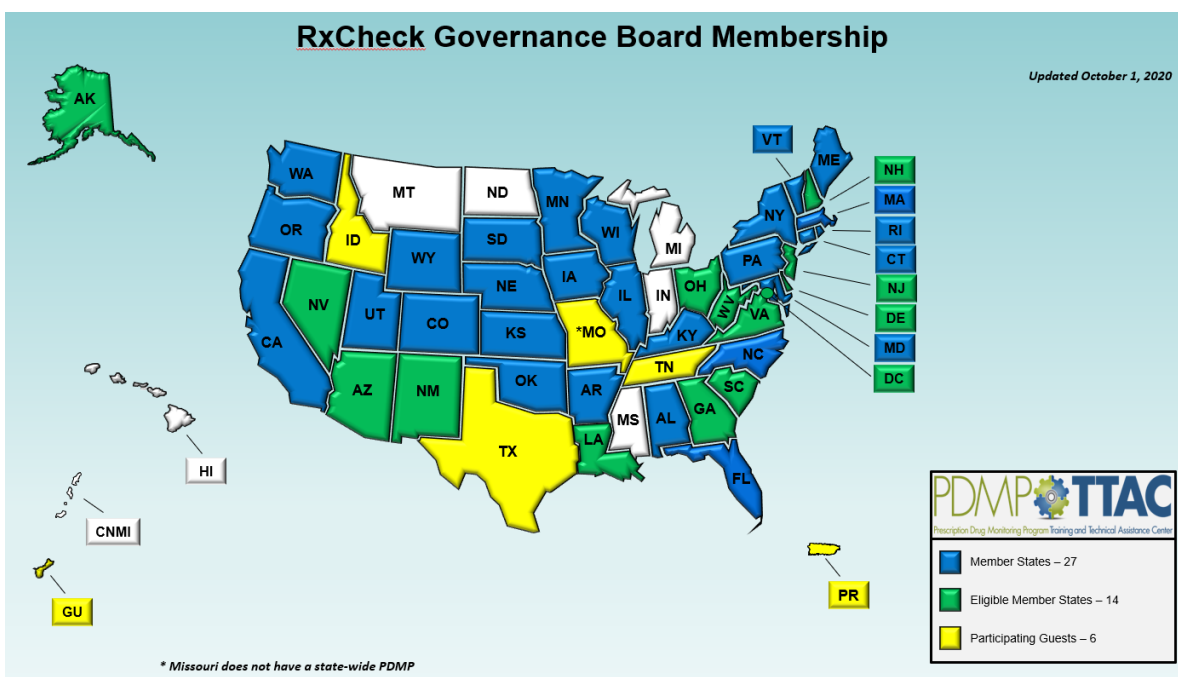 RxCheck Governance Board Membership
Updated October 1, 2020
AK
VT
ME
WA
MT
ND
MN
NH
MA
NY
OR
ID
SD
WI
RI
MI
WY
PA
CT
NE
IA
OH
NJ
NV
UT
IL
IN
WV
CO
VA
DE
CA
KS
*MO
KY
NC
MD
TN
DC
AZ
NM
OK
AR
SC
GA
MS
AL
TX
LA
HI
FL
CNMI
PR
GU
PDMP TTAC
Prescription Drug Monitoring Program Training and Technical Assistance Center
Member States – 27
Eligible Member States – 14
Participating Guests – 6
* Missouri does not have a state-wide PDMP